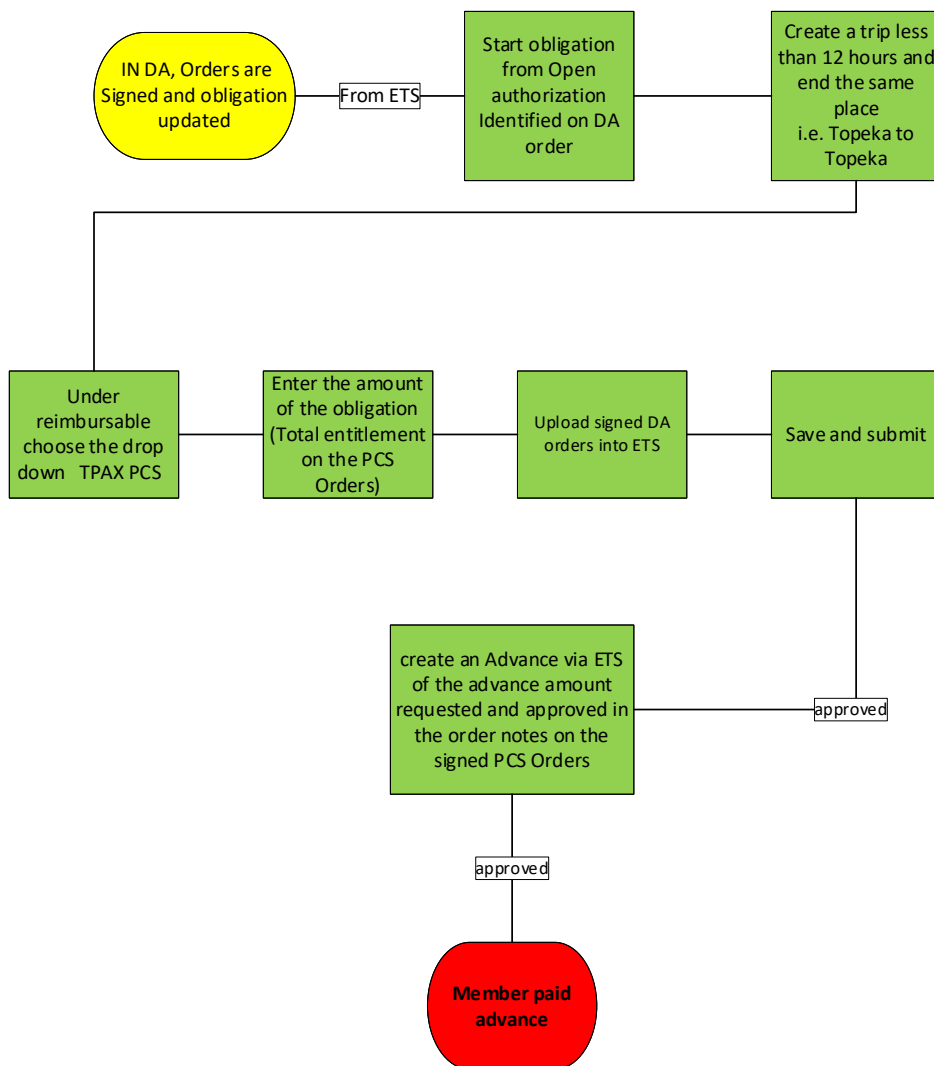 IN DA, Orders are
Signed and obligation
updated
From ETS
Start obligation
from Open
authorization
Identified on DA
order
Create a trip less
than 12 hours and
end the same
place
i.e. Topeka to
Topeka
Under
reimbursable
choose the drop
down TPAX PCS
Enter the amount
of the obligation
(Total entitlement
on the PCS
Orders)
Upload signed DA
orders into ETS
Save and submit
approved
create an Advance via ETS
of the advance amount
requested and approved in
the order notes on the
signed PCS Orders
approved
Member paid
advance